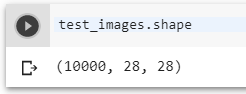 test_images.shape
(10000, 28, 28)